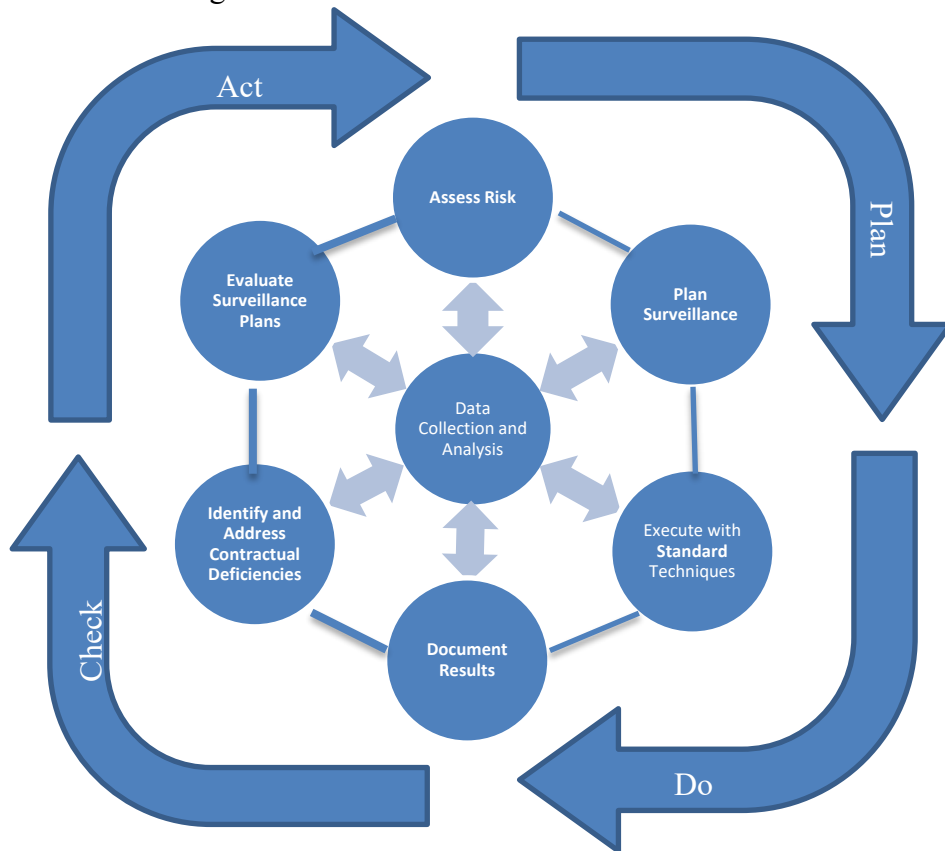 Act
Plan
Assess Risk
Evaluate
Surveillance
Plans
Plan
Surveillance
Data
Collection and
Analysis
Identify and
Address
Contractual
Deficiencies
Execute with
Standard
Techniques
Document
Results
Check
Do